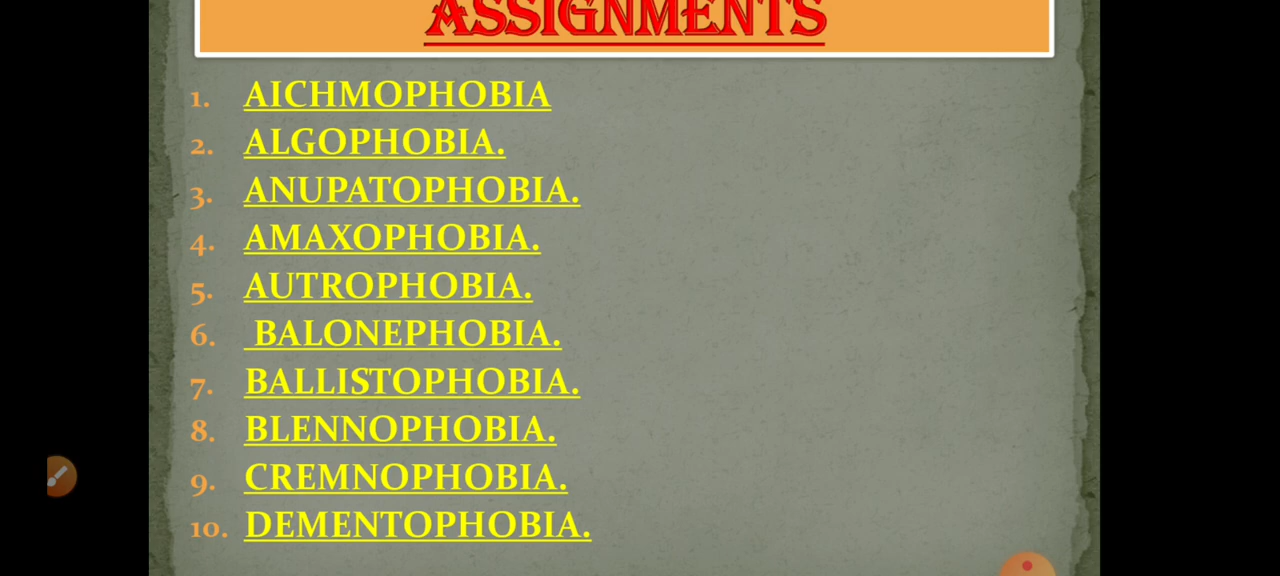 ASSIGNMENTS
1. AICHMOPHOBIA
2. ALGOPHOBIA.
3. ANUPATOPHOBIA.
4. AMAXOPHOBIA.
5. AUTROPHOBIA.
6. BALONEPHOBIA.
7. BALLISTOPHOBIA.
8. BLENNOPHOBIA.
9. CREMNOPHOBIA.
10. DEMENTOPHOBIA.